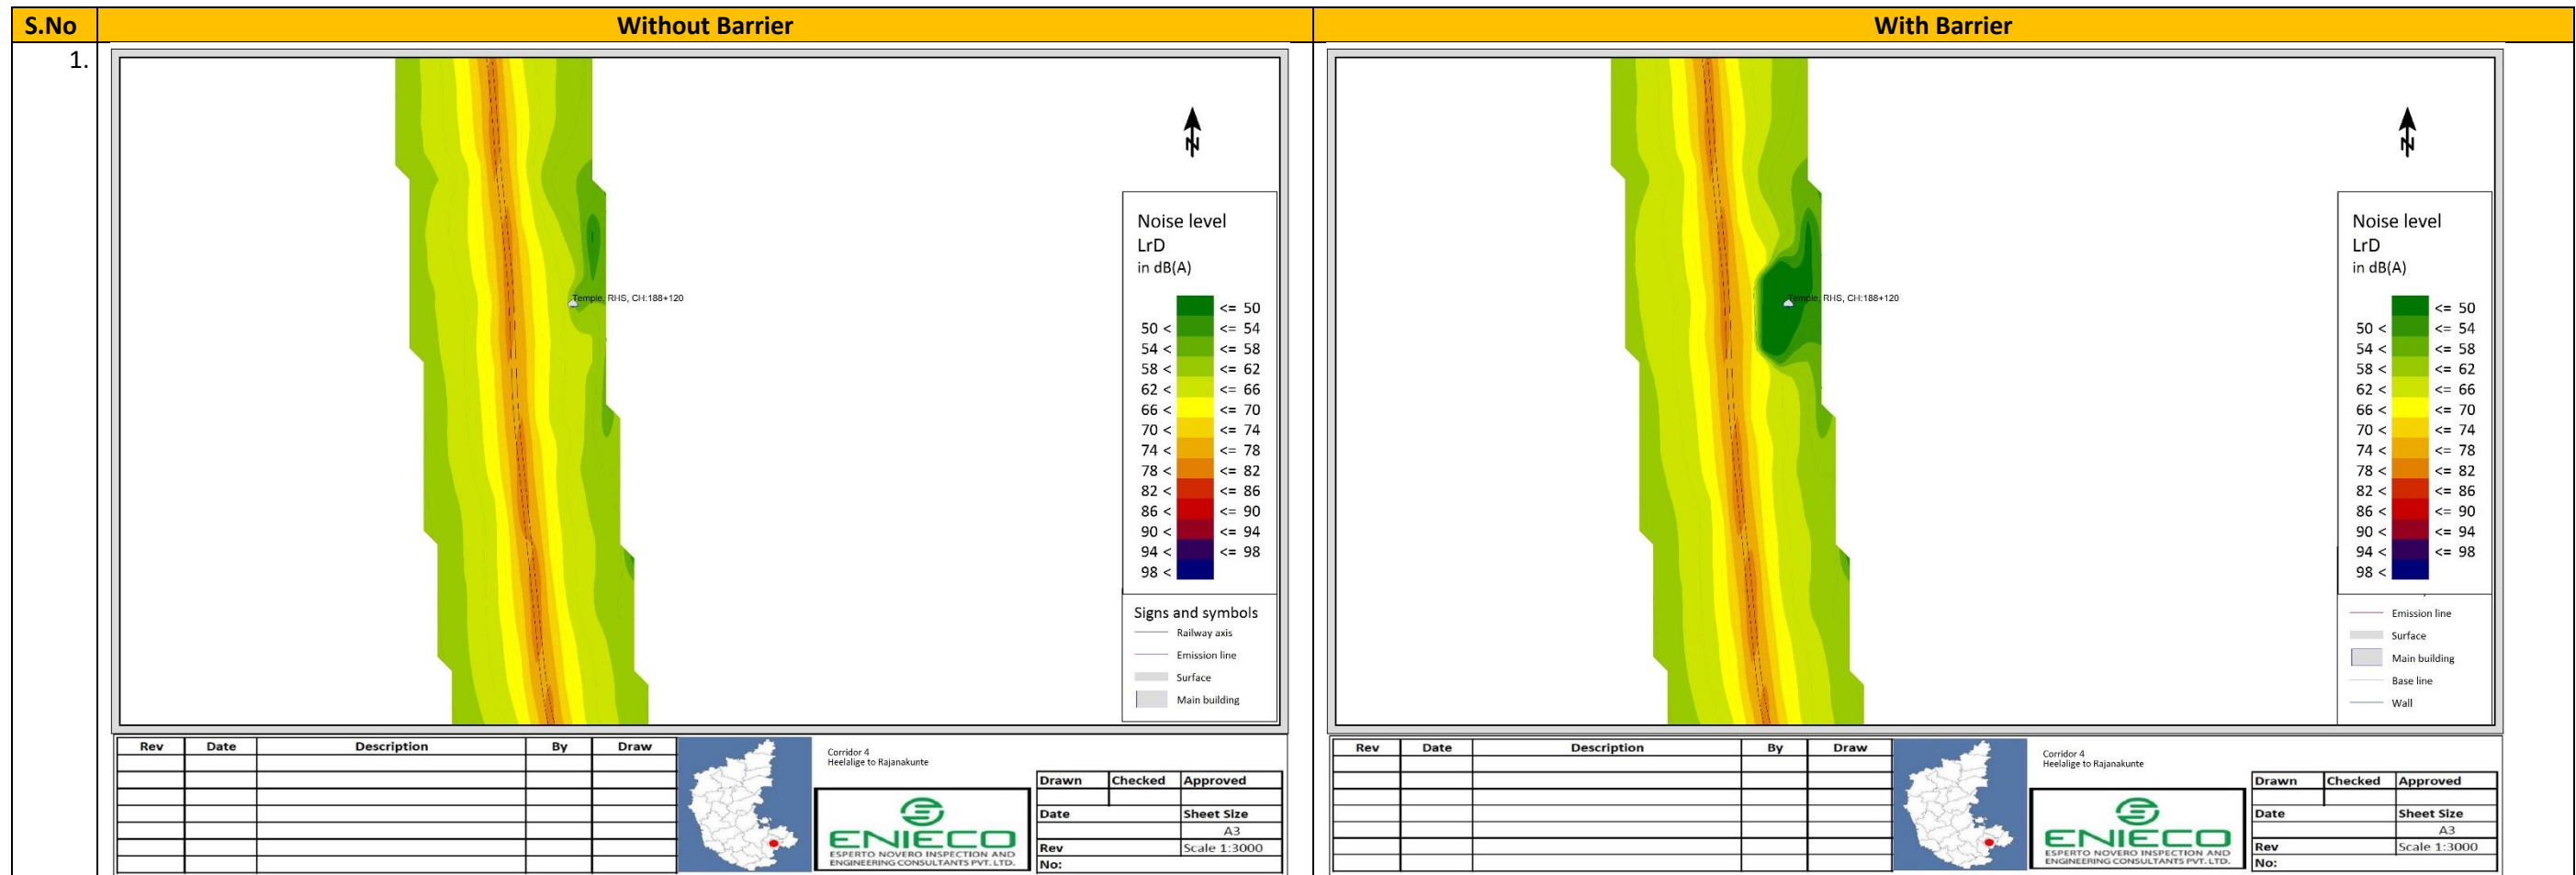 S.No Without Barrier With Barrier
1.
Temple, RHS, CH:188+120
Noise level
LrD
in dB(A)
<= 50
50 < <= 54
54 < <= 58
58 < <= 62
62 < <= 66
66 < <= 70
70 < <= 74
74 < <= 78
78 < <= 82
82 < <= 86
86 < <= 90
90 < <= 94
94 < <= 98
98 <
Signs and symbols
Railway axis
Emission line
Surface
Main building
N
Rev Date Description By Draw
Corridor 4
Heelalige to Rajanakunte
ENIECO
ESPERTO NOVERO INSPECTION AND
ENGINEERING CONSULTANTS PVT. LTD.
Drawn Checked Approved
Date Sheet Size
A3
Rev Scale 1:3000
No:
Temple, RHS, CH:188+120
Noise level
LrD
in dB(A)
<= 50
50 < <= 54
54 < <= 58
58 < <= 62
62 < <= 66
66 < <= 70
70 < <= 74
74 < <= 78
78 < <= 82
82 < <= 86
86 < <= 90
90 < <= 94
94 < <= 98
98 <
Emission line
Surface
Main building
Base line
Wall
N
Rev Date Description By Draw
Corridor 4
Heelalige to Rajanakunte
ENIECO
ESPERTO NOVERO INSPECTION AND
ENGINEERING CONSULTANTS PVT. LTD.
Drawn Checked Approved
Date Sheet Size
A3
Rev Scale 1:3000
No: